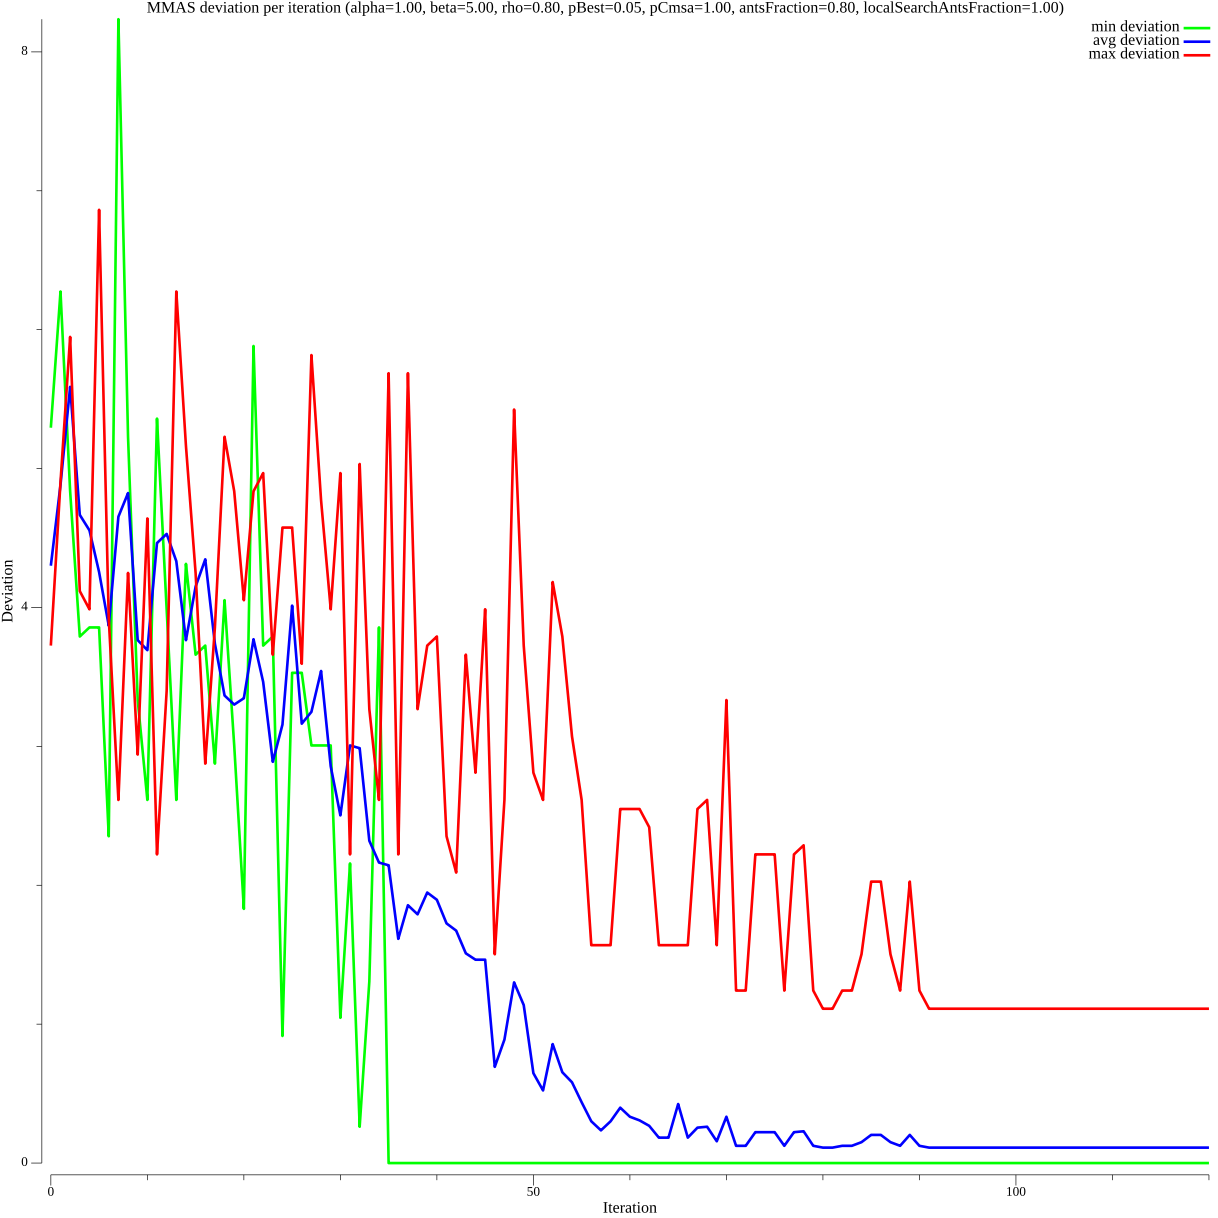 MMAS deviation per iteration (alpha=1.00, beta=5.00, rho=0.80, pBest=0.05, pCmsa=1.00, antsFraction=0.80, localSearchAntsFraction=1.00)
min deviation
avg deviation
max deviation
8
4
0
Deviation
0 50 100
Iteration